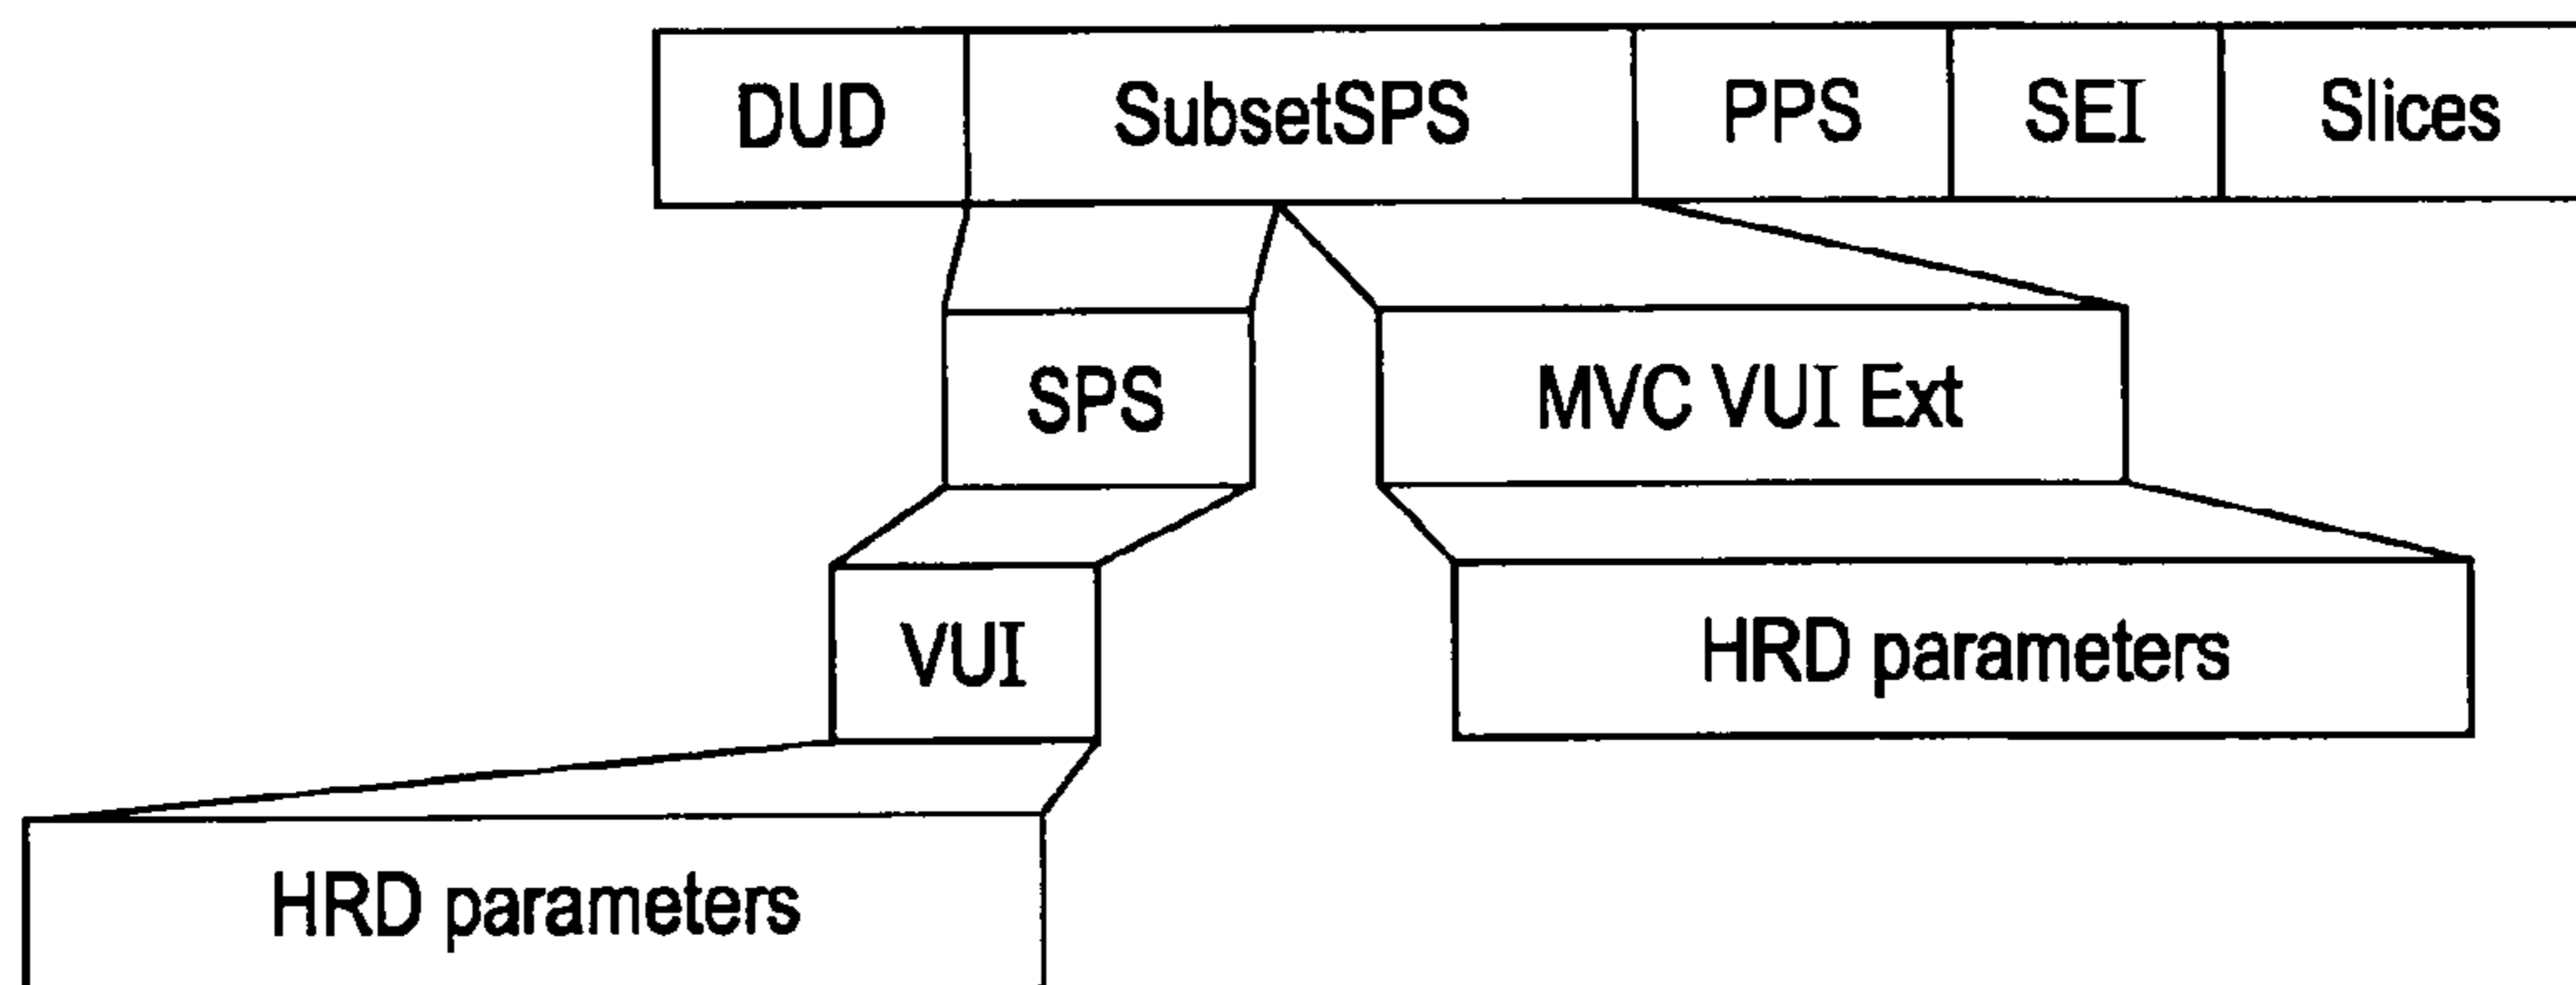 DUD SubsetSPS PPS SEI Slices
SPS MVC VUI Ext
VUI HRD parameters
HRD parameters